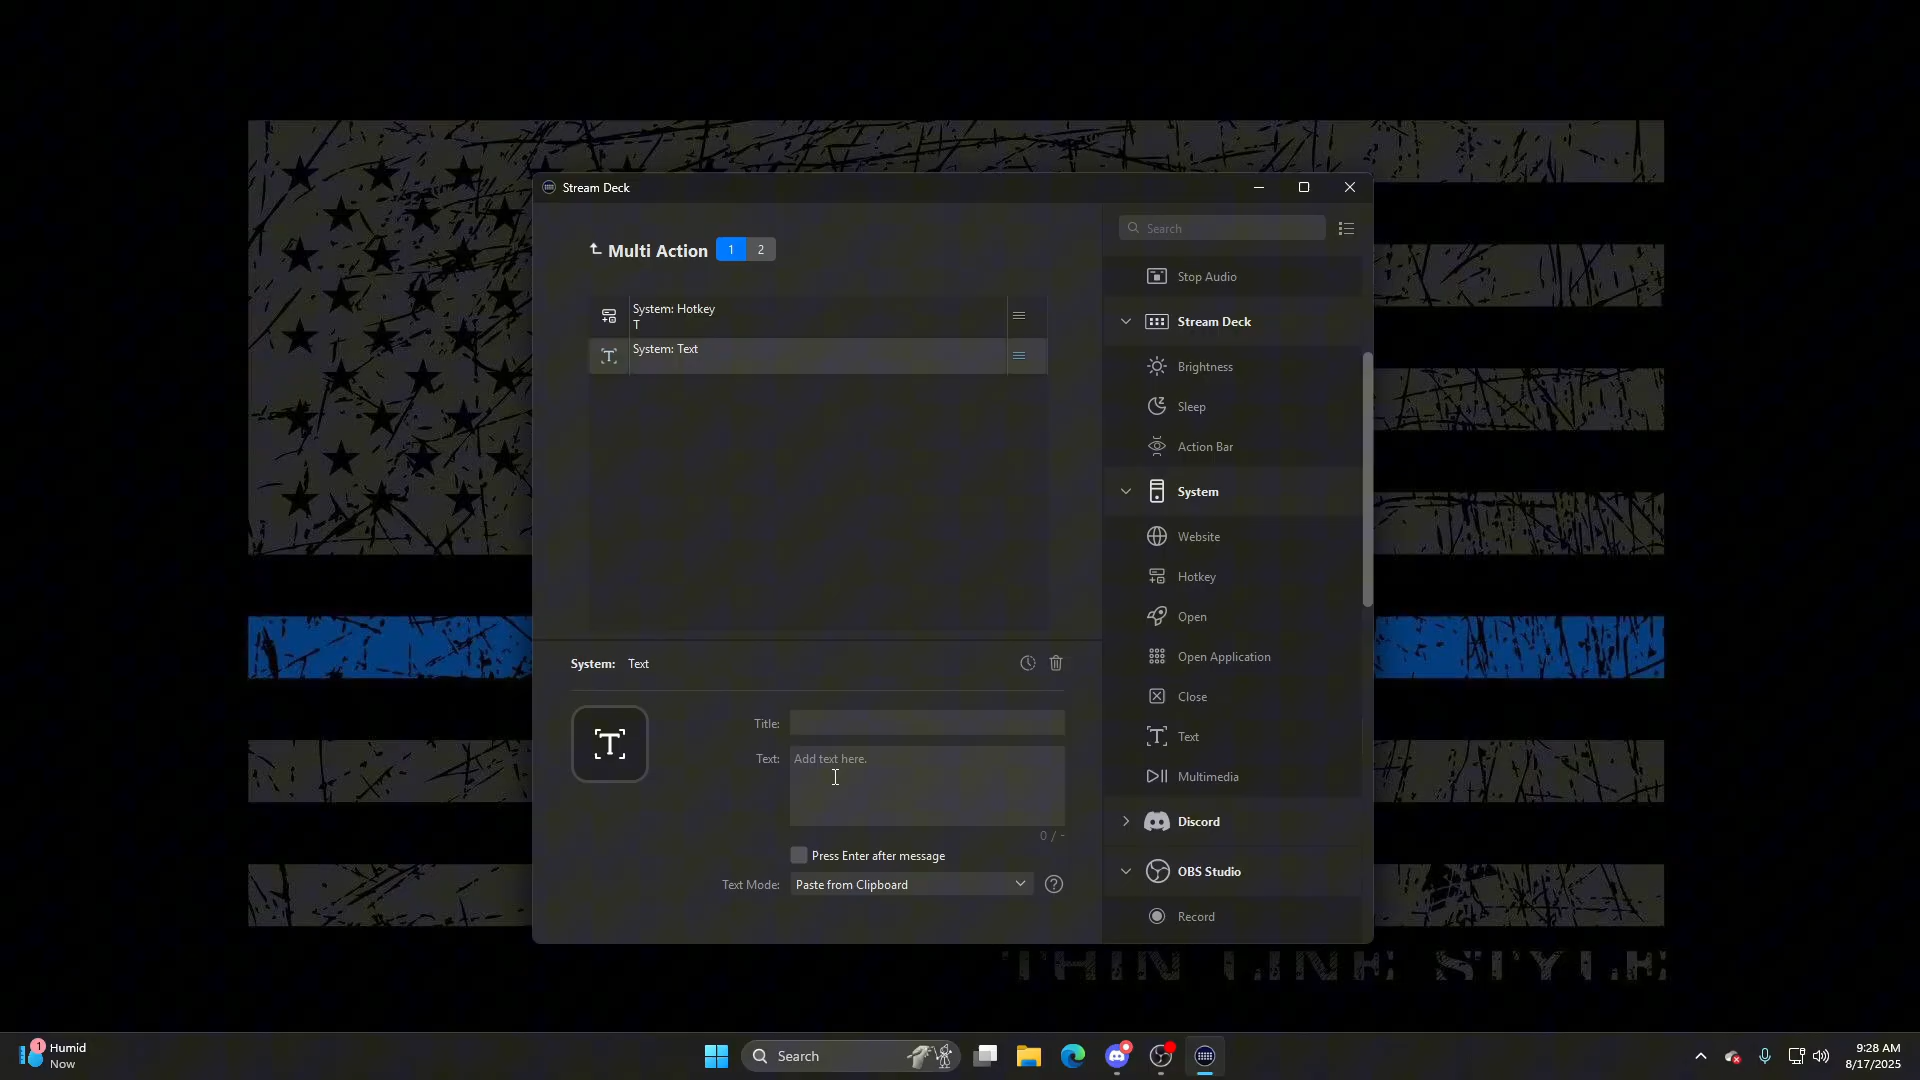 Stream Deck
Multi Action 1 2
System: Hotkey
T
System: Text
System: Text
Title:
Text: Add text here.
0 / -
Press Enter after message
Text Mode: Paste from Clipboard
Search
Stop Audio
Stream Deck
Brightness
Sleep
Action Bar
System
Website
Hotkey
Open
Open Application
Close
Text
Multimedia
Discord
OBS Studio
Record
THIN LINE STYLE
1
Humid
Now
Search
9:28 AM
8/17/2025